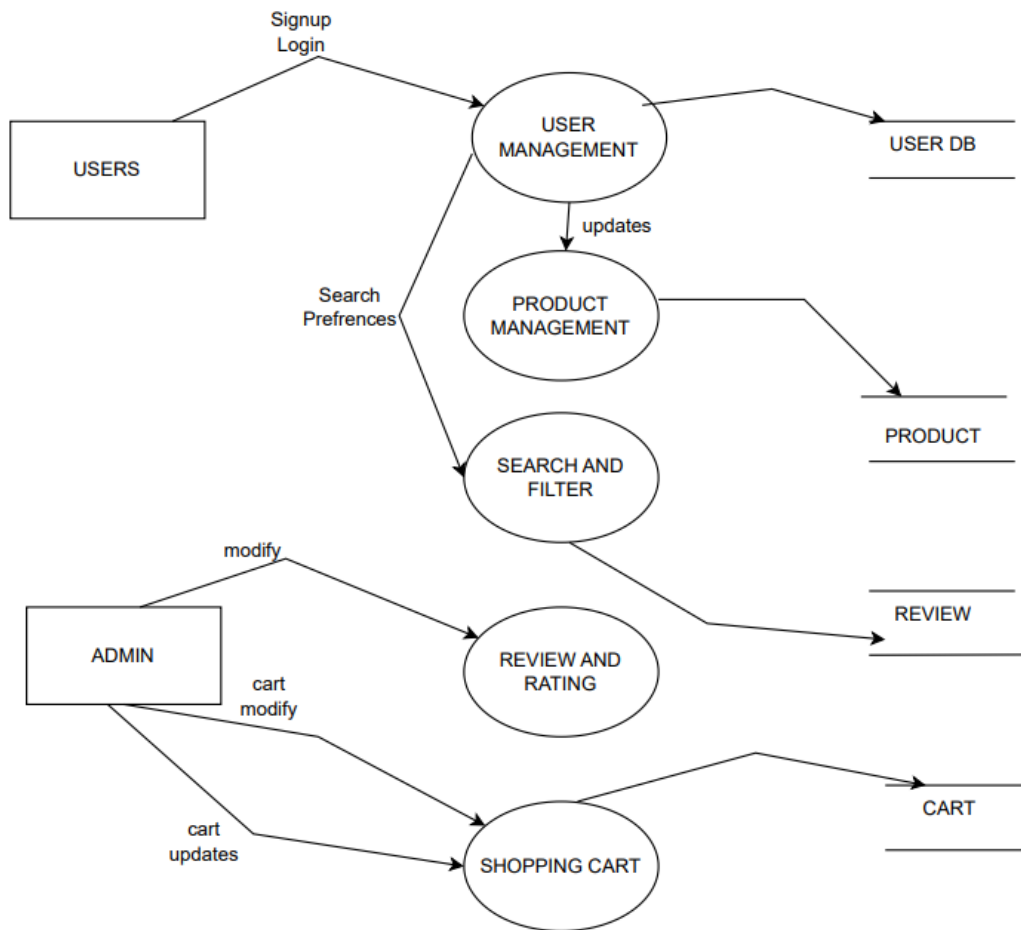 Signup
Login
USERS
USER
MANAGEMENT
USER DB
updates
Search
Prefrences
PRODUCT
MANAGEMENT
PRODUCT
SEARCH AND
FILTER
modify
REVIEW
ADMIN
REVIEW AND
RATING
cart
modify
CART
cart
updates
SHOPPING CART